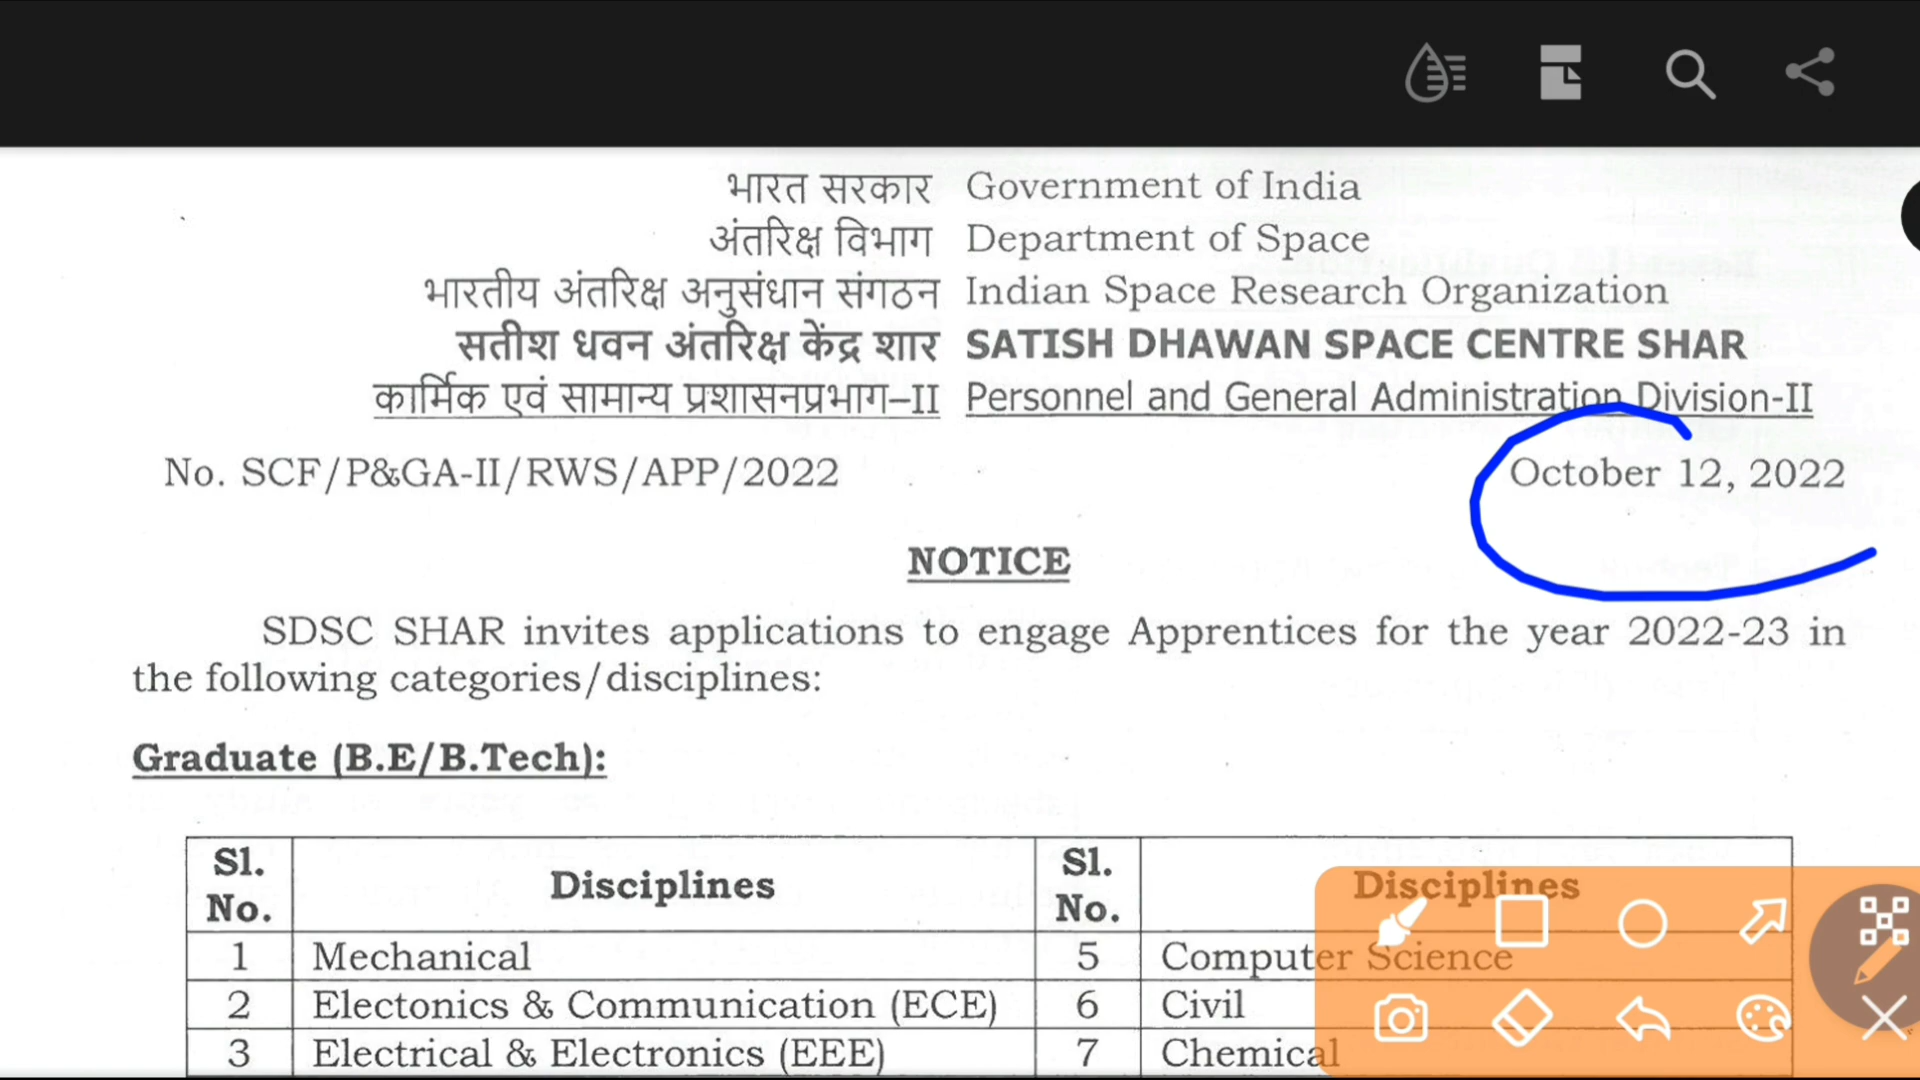 भारत सरकार Government of India
अंतरिक्ष विभाग Department of Space
भारतीय अंतरिक्ष अनुसंधान संगठन Indian Space Research Organization
सतीश धवन अंतरिक्ष केंद्र शार SATISH DHAWAN SPACE CENTRE SHAR
कार्मिक एवं सामान्य प्रशासनप्रभाग–II Personnel and General Administration Division-II
No. SCF/P&GA-II/RWS/APP/2022 October 12, 2022
NOTICE
SDSC SHAR invites applications to engage Apprentices for the year 2022-23 in
the following categories/disciplines:
Graduate (B.E/B.Tech):
Sl. No. Disciplines Sl. No. Disciplines
1 Mechanical 5 Computer Science
2 Electonics & Communication (ECE) 6 Civil
3 Electrical & Electronics (EEE) 7 Chemical